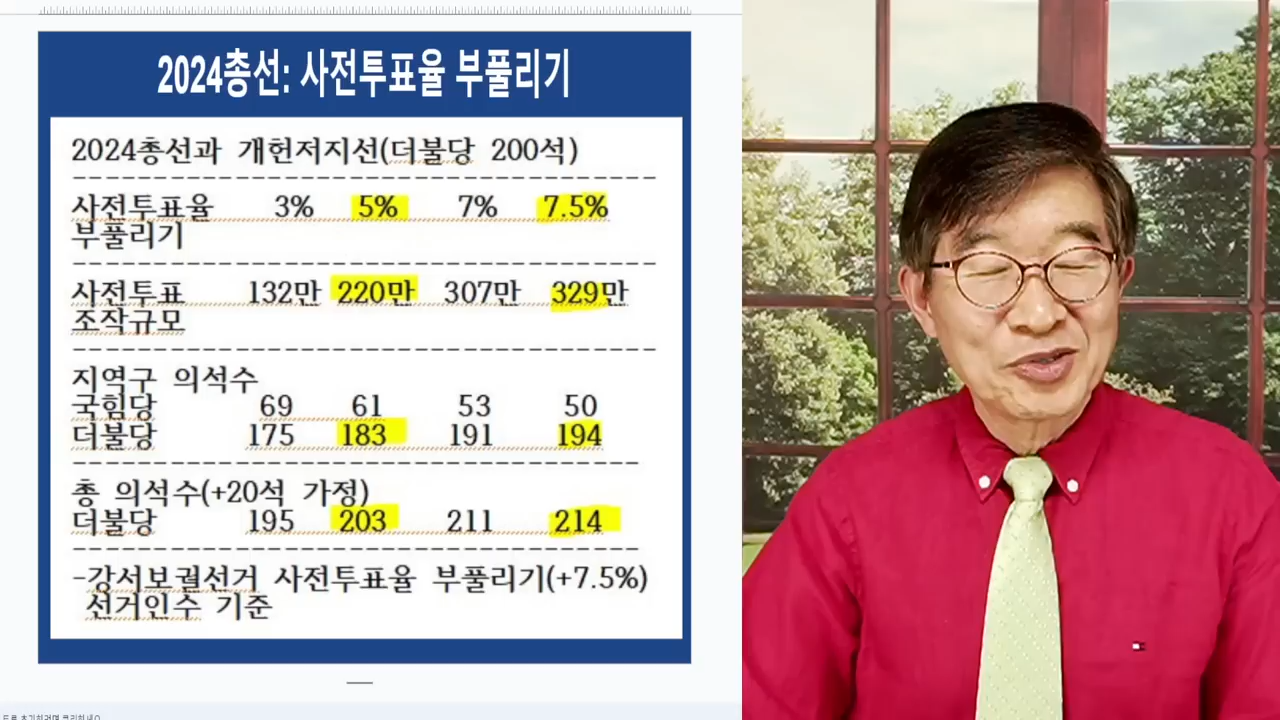 2024총선: 사전투표율 부풀리기
2024총선과 개헌저지선(더불당 200석)
사전투표율 3% 5% 7% 7.5%
부풀리기
사전투표 132만 220만 307만 329만
조작규모
지역구 의석수
국힘당 69 61 53 50
더불당 175 183 191 194
총 의석수(+20석 가정)
더불당 195 203 211 214
-강서보궐선거 사전투표율 부풀리기(+7.5%)
선거인수 기준